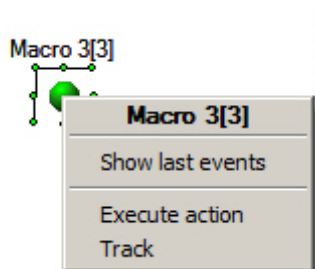 Macro 3[3]
Macro 3[3]
Show last events
Execute action
Track